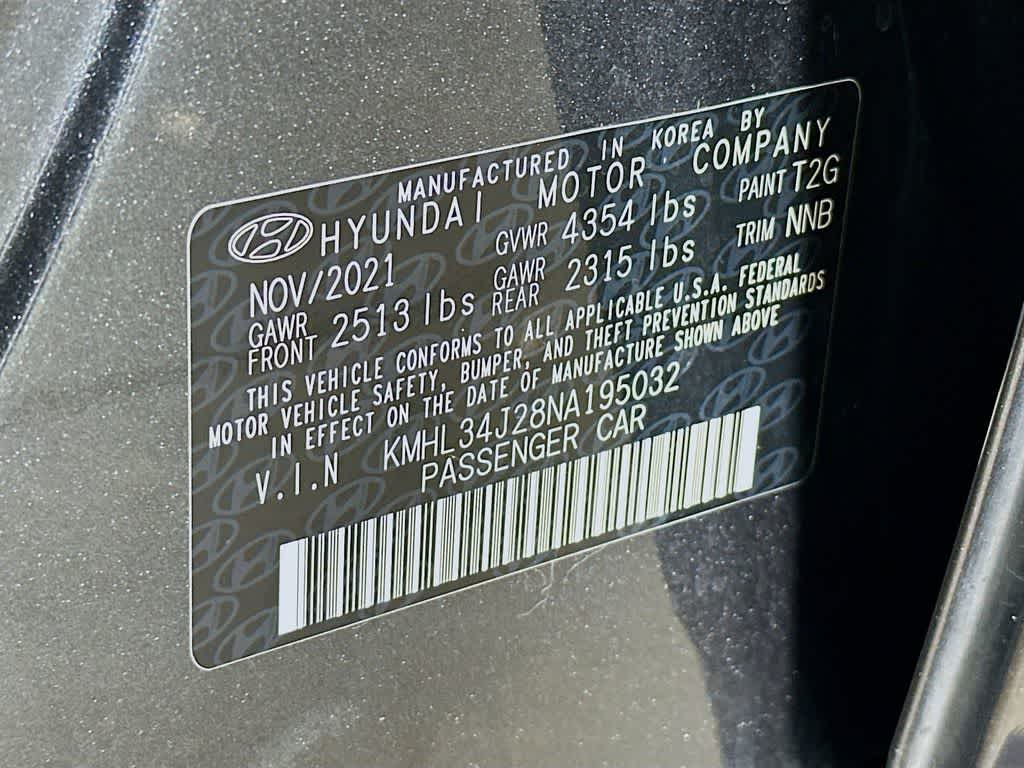 MANUFACTURED IN KOREA BY
HYUNDAI MOTOR COMPANY
NOV/2021 GVWR 4354 lbs PAINT T2G
GAWR FRONT 2513 lbs GAWR REAR 2315 lbs TRIM NNB
THIS VEHICLE CONFORMS TO ALL APPLICABLE U.S.A. FEDERAL
MOTOR VEHICLE SAFETY, BUMPER, AND THEFT PREVENTION STANDARDS
IN EFFECT ON THE DATE OF MANUFACTURE SHOWN ABOVE
V.I.N KMHL34J28NA195032
PASSENGER CAR